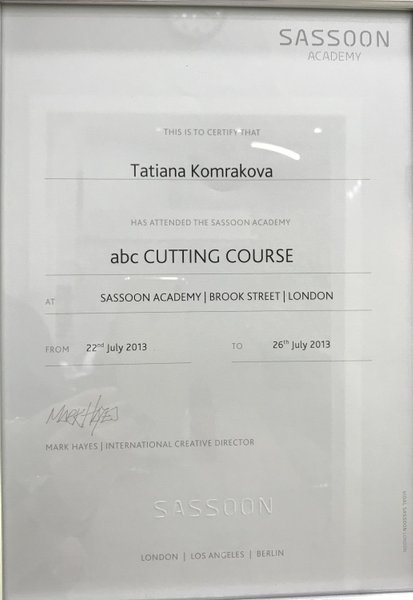 SASSOON
ACADEMY
THIS IS TO CERTIFY THAT
Tatiana Komrakova
HAS ATTENDED THE SASSOON ACADEMY
abc CUTTING COURSE
AT SASSOON ACADEMY | BROOK STREET | LONDON
FROM 22nd July 2013 TO 26th July 2013
MARK HAYES
MARK HAYES | INTERNATIONAL CREATIVE DIRECTOR
SASSOON
LONDON | LOS ANGELES | BERLIN